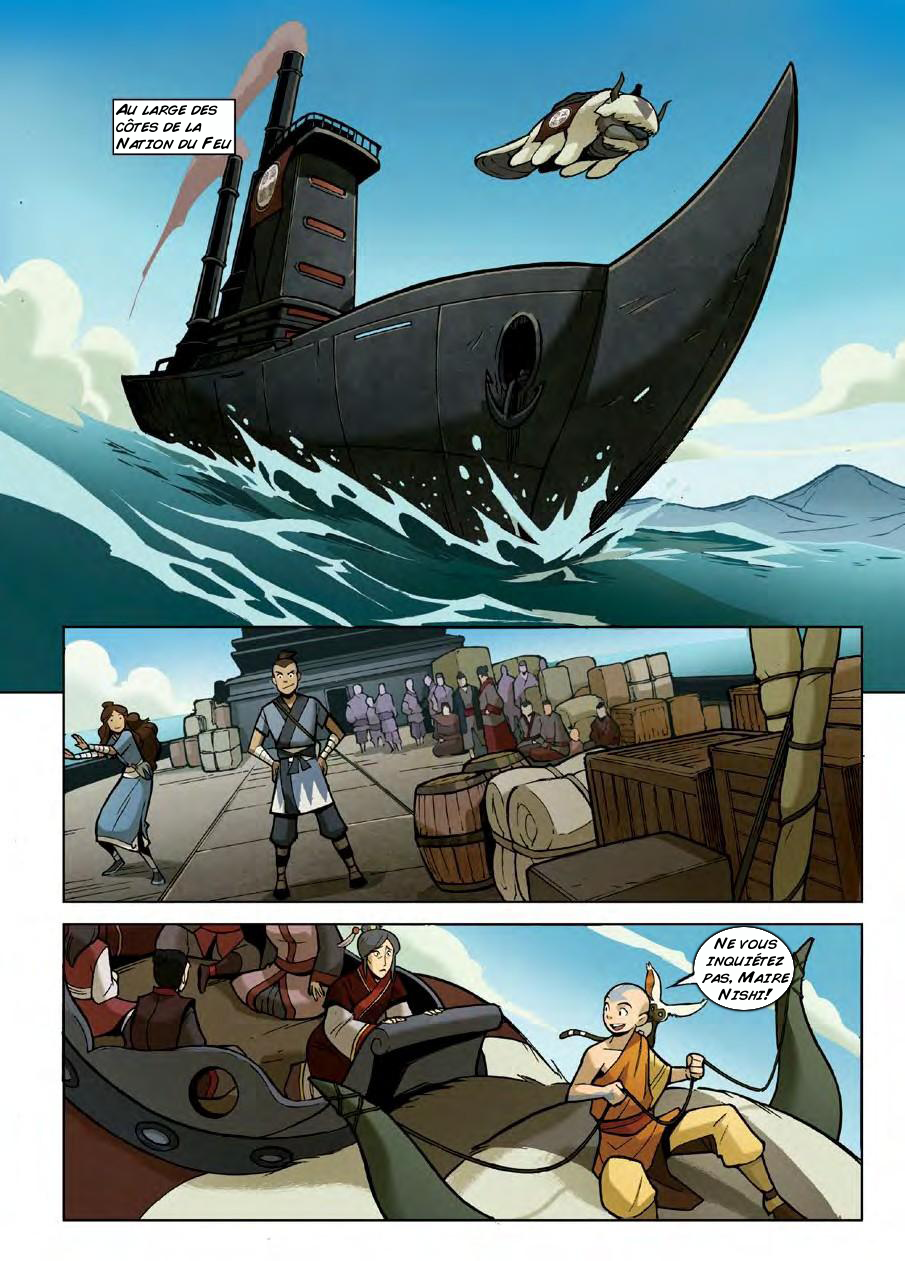 AU LARGE DES
CÔTES DE LA
NATION DU FEU
NE VOUS
INQUIÉTEZ
PAS, MAIRE
NISHI!